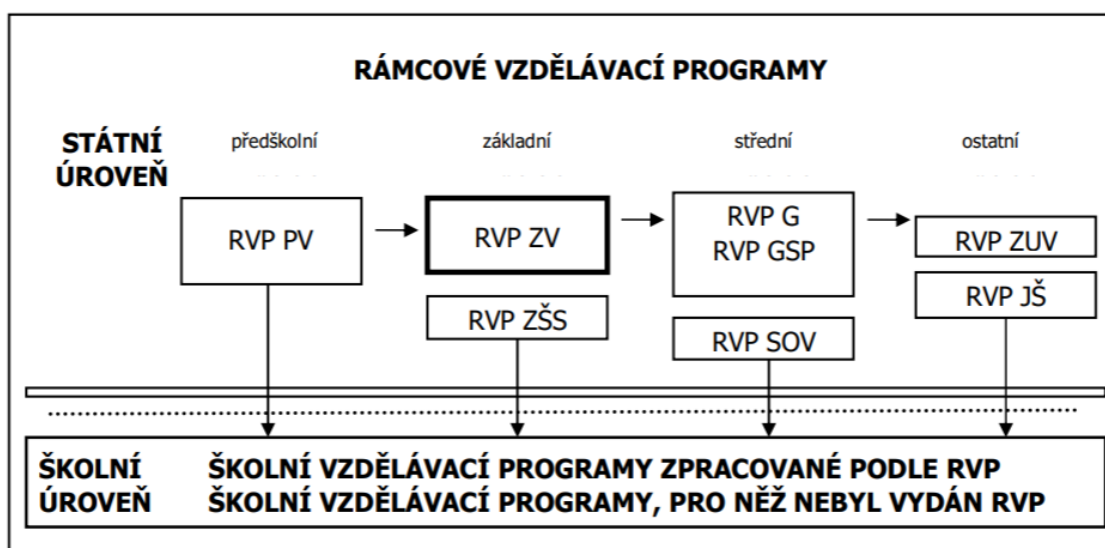 RÁMCOVÉ VZDĚLÁVACÍ PROGRAMY
STÁTNÍ
ÚROVEŇ
předškolní
základní
střední
ostatní
RVP PV
RVP ZV
RVP ZŠS
RVP G
RVP GSP
RVP SOV
RVP ZUV
RVP JŠ
ŠKOLNÍ ŠKOLNÍ VZDĚLÁVACÍ PROGRAMY ZPRACOVANÉ PODLE RVP
ÚROVEŇ ŠKOLNÍ VZDĚLÁVACÍ PROGRAMY, PRO NĚŽ NEBYL VYDÁN RVP